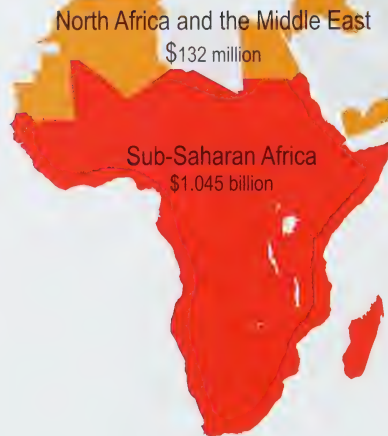 North Africa and the Middle East
$132 million
Sub-Saharan Africa
$1.045 billion